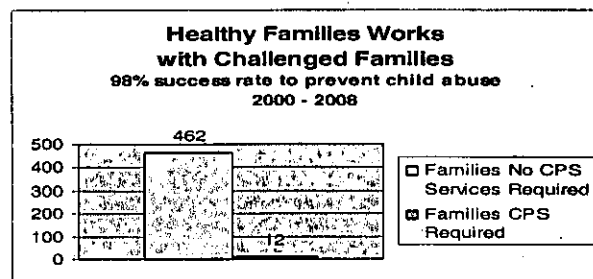 Healthy Families Works
with Challenged Families
98% success rate to prevent child abuse
2000 - 2008
462
500
400
300
200
100
0
12
Families No CPS
Services Required
Families CPS
Required